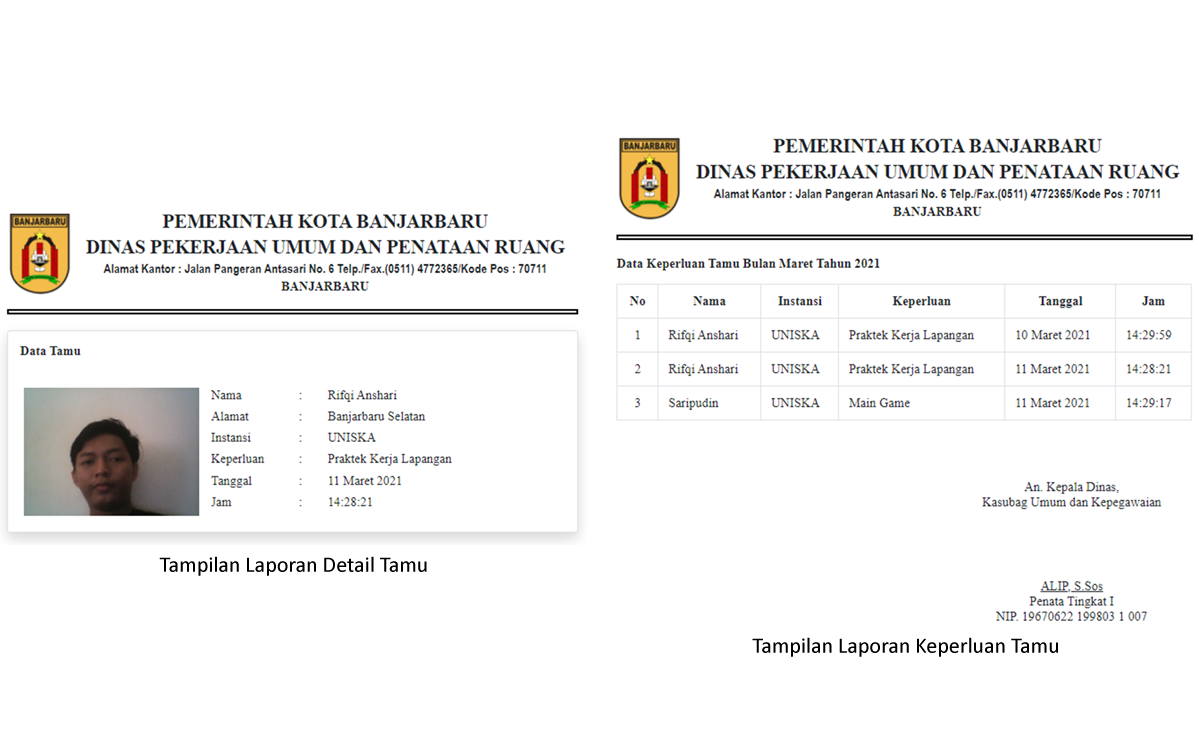 BANJARBARU
PEMERINTAH KOTA BANJARBARU
DINAS PEKERJAAN UMUM DAN PENATAAN RUANG
Alamat Kantor : Jalan Pangeran Antasari No. 6 Telp./Fax.(0511) 4772365/Kode Pos : 70711
BANJARBARU
Data Tamu
Nama : Rifqi Anshari
Alamat : Banjarbaru Selatan
Instansi : UNISKA
Keperluan : Praktek Kerja Lapangan
Tanggal : 11 Maret 2021
Jam : 14:28:21
Tampilan Laporan Detail Tamu
BANJARBARU
PEMERINTAH KOTA BANJARBARU
DINAS PEKERJAAN UMUM DAN PENATAAN RUANG
Alamat Kantor : Jalan Pangeran Antasari No. 6 Telp./Fax.(0511) 4772365/Kode Pos : 70711
BANJARBARU
Data Keperluan Tamu Bulan Maret Tahun 2021
No Nama Instansi Keperluan Tanggal Jam
1 Rifqi Anshari UNISKA Praktek Kerja Lapangan 10 Maret 2021 14:29:59
2 Rifqi Anshari UNISKA Praktek Kerja Lapangan 11 Maret 2021 14:28:21
3 Saripudin UNISKA Main Game 11 Maret 2021 14:29:17
An. Kepala Dinas,
Kasubag Umum dan Kepegawaian
ALIP, S.Sos
Penata Tingkat I
NIP. 19670622 199803 1 007
Tampilan Laporan Keperluan Tamu